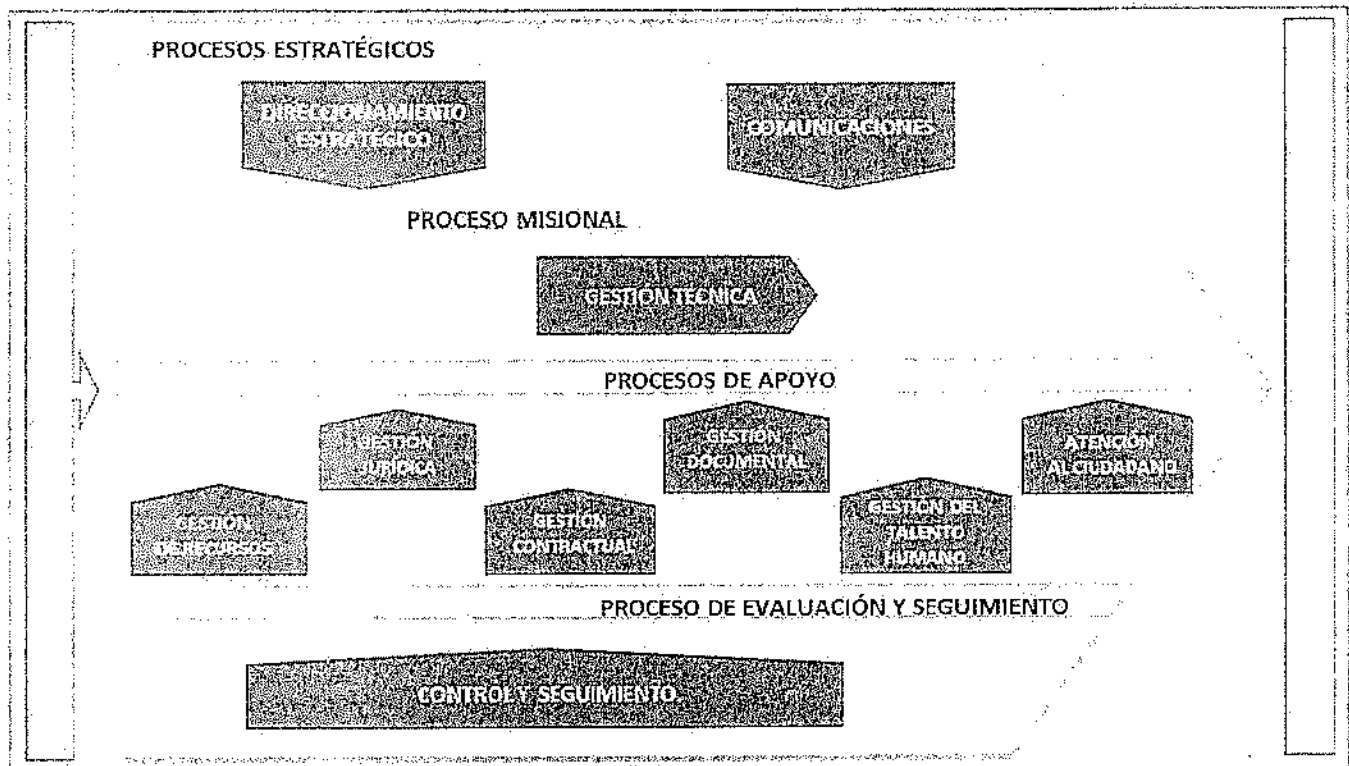 PROCESOS ESTRATÉGICOS
DIRECCIONAMIENTO
ESTRATÉGICO
COMUNICACIONES
PROCESO MISIONAL
GESTIÓN TÉCNICA
PROCESOS DE APOYO
GESTIÓN
JURÍDICA
GESTIÓN
DOCUMENTAL
ATENCIÓN
AL CIUDADANO
GESTIÓN
DE RECURSOS
GESTIÓN
CONTRACTUAL
GESTIÓN DEL
TALENTO
HUMANO
PROCESO DE EVALUACIÓN Y SEGUIMIENTO
CONTROL Y SEGUIMIENTO